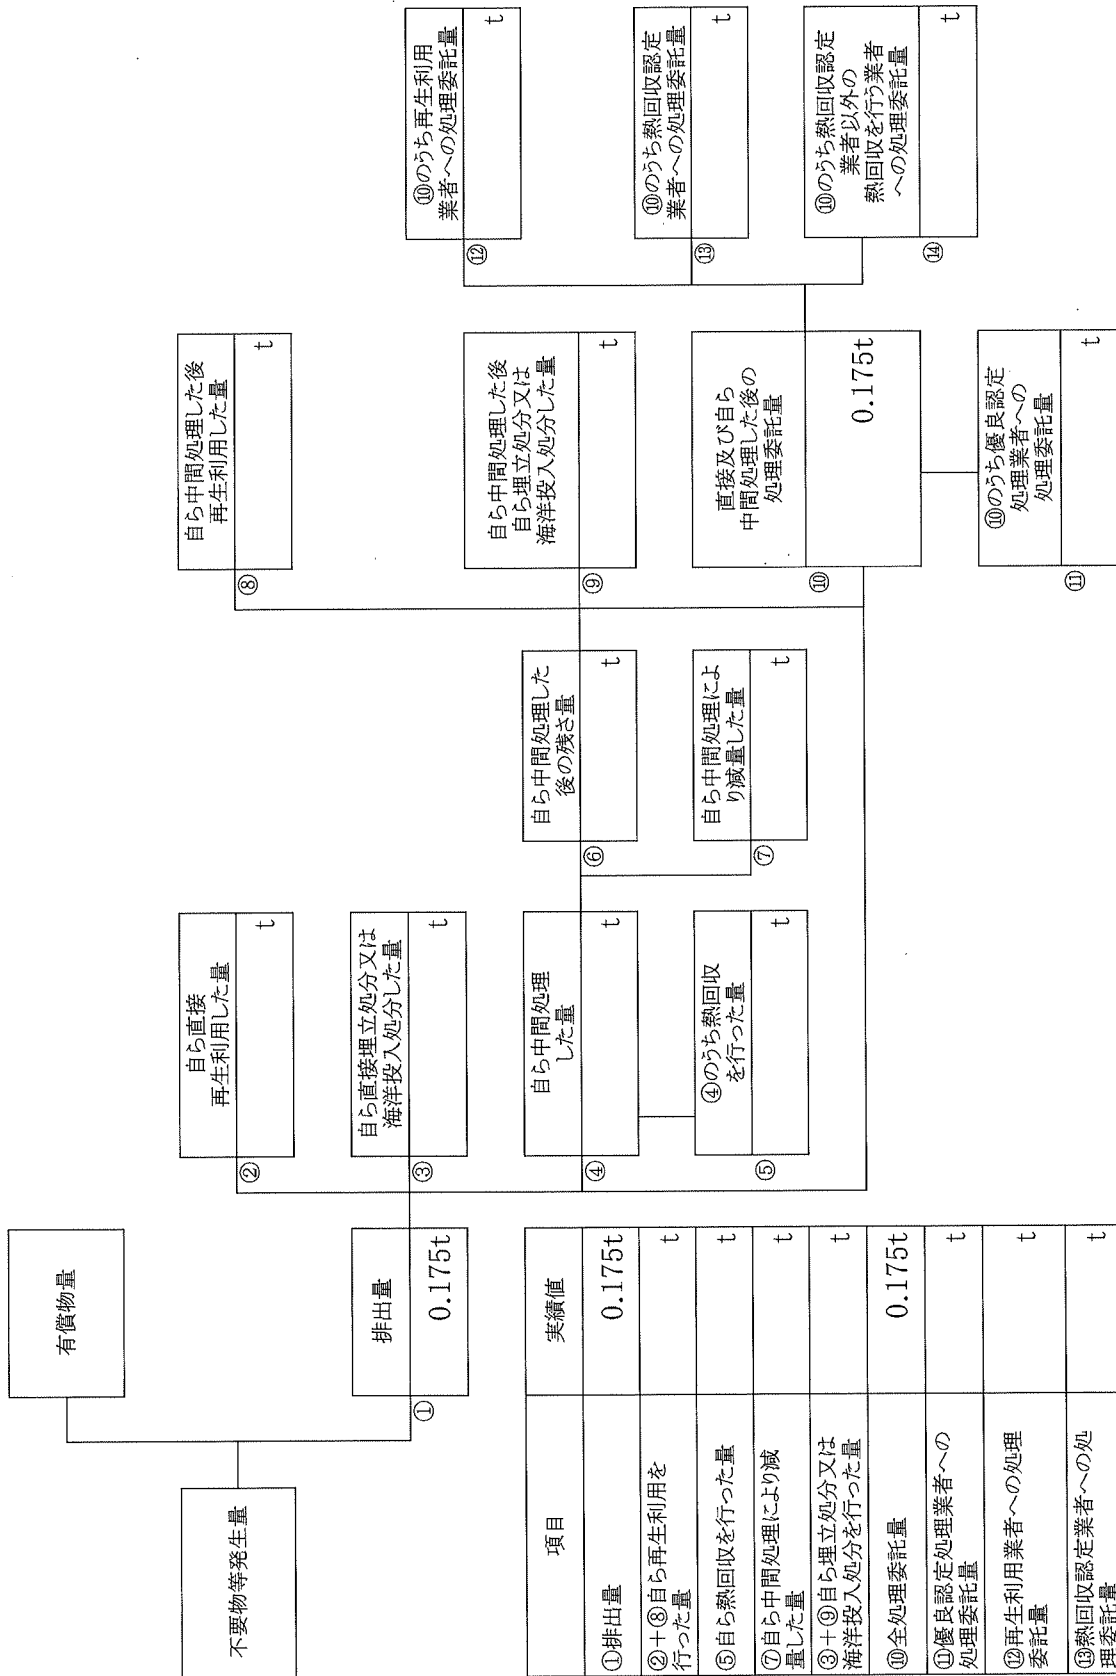 不要物等発生量
有償物量
排出量
①
0.175t
自ら直接
再生利用した量
②
t
自ら直接埋立処分又は
海洋投入処分した量
③
t
自ら中間処理
した量
④
t
④のうち熱回収
を行った量
⑤
t
自ら中間処理した
後の残さ量
⑥
t
自ら中間処理によ
り減量した量
⑦
t
自ら中間処理した後
再生利用した量
⑧
t
自ら中間処理した後
自ら埋立処分又は
海洋投入処分した量
⑨
t
直接及び自ら
中間処理した後の
処理委託量
⑩
0.175t
⑩のうち優良認定
処理業者への
処理委託量
⑪
t
⑩のうち再生利用
業者への処理委託量
⑫
t
⑩のうち熱回収認定
業者への処理委託量
⑬
t
⑩のうち熱回収認定
業者以外の
熱回収を行う業者
への処理委託量
⑭
t
項目 実績値
①排出量 0.175t
②+⑧自ら再生利用を
行った量 t
⑤自ら熱回収を行った量 t
⑦自ら中間処理により減
量した量 t
③+⑨自ら埋立処分又は
海洋投入処分を行った量 t
⑩全処理委託量 0.175t
⑪優良認定処理業者への
処理委託量 t
⑫再生利用業者への処理
委託量 t
⑬熱回収認定業者への処
理委託量 t